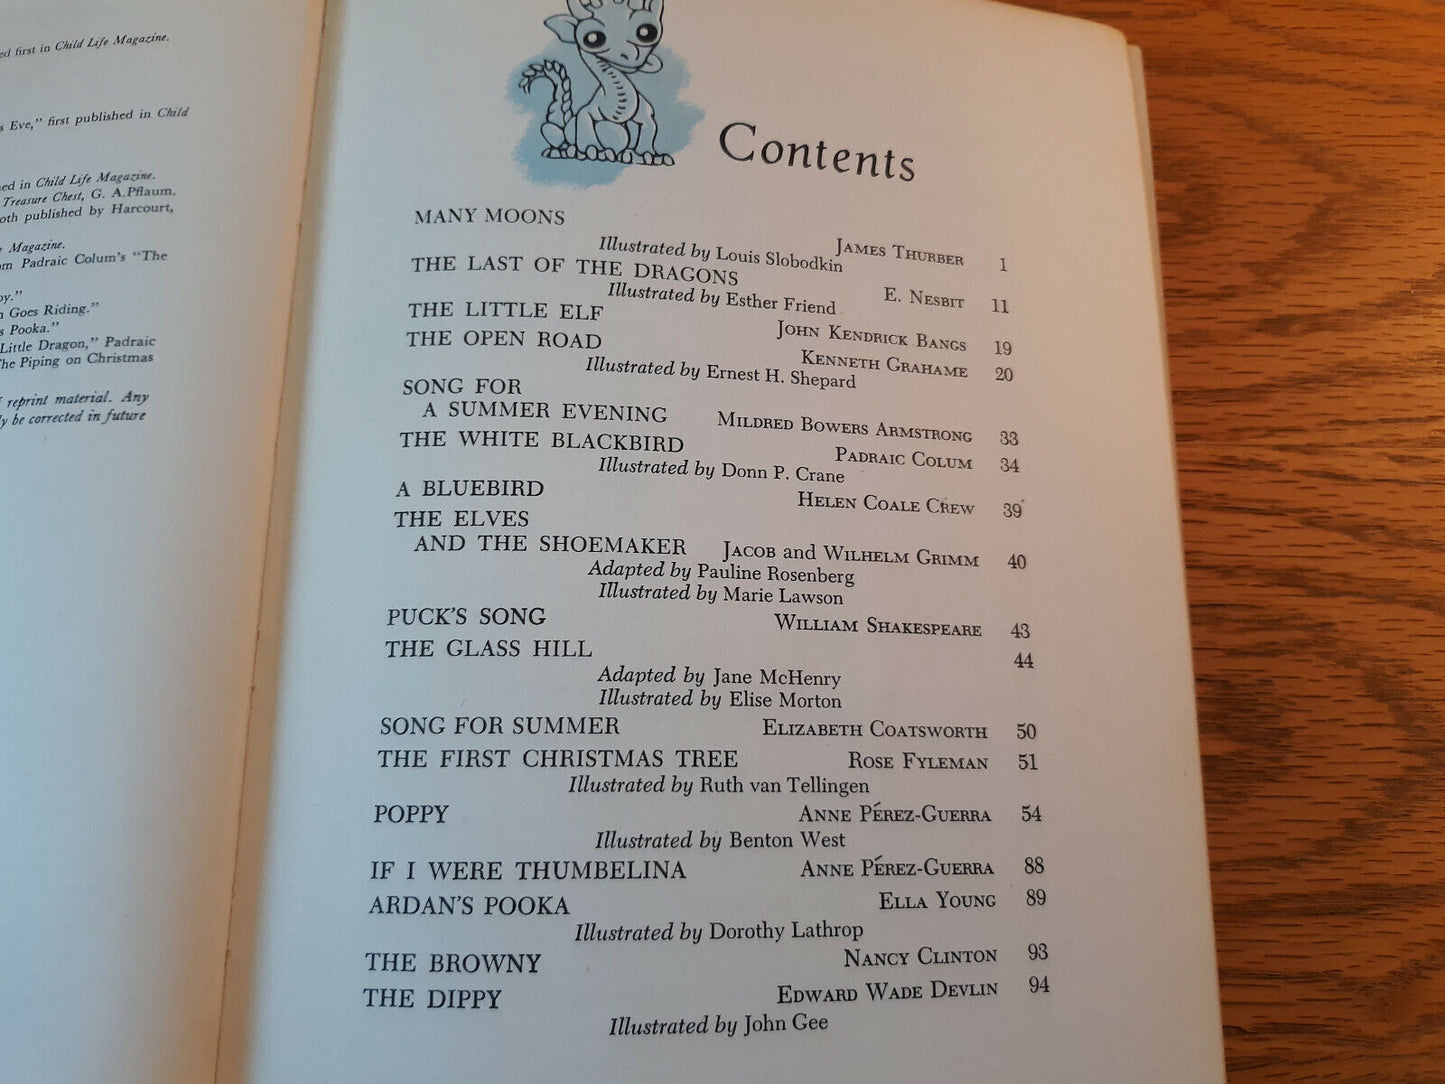 ed first in Child Life Magazine.
s Eve," first published in Child
ned in Child Life Magazine.
Treasure Chest, G. A. Pflaum.
oth published by Harcourt,
Magazine.
om Padraic Colum's "The
oy."
n Goes Riding."
s Pooka."
Little Dragon," Padraic
The Piping on Christmas
reprint material. Any
ly be corrected in future
Contents
MANY MOONS JAMES THURBER 1
Illustrated by Louis Slobodkin
THE LAST OF THE DRAGONS E. NESBIT 11
Illustrated by Esther Friend
THE LITTLE ELF JOHN KENDRICK BANGS 19
THE OPEN ROAD KENNETH GRAHAME 20
Illustrated by Ernest H. Shepard
SONG FOR
A SUMMER EVENING MILDRED BOWERS ARMSTRONG 33
THE WHITE BLACKBIRD PADRAIC COLUM 34
Illustrated by Donn P. Crane
A BLUEBIRD HELEN COALE CREW 39
THE ELVES
AND THE SHOEMAKER JACOB and WILHELM GRIMM 40
Adapted by Pauline Rosenberg
Illustrated by Marie Lawson
PUCK'S SONG WILLIAM SHAKESPEARE 43
THE GLASS HILL 44
Adapted by Jane McHenry
Illustrated by Elise Morton
SONG FOR SUMMER ELIZABETH COATSWORTH 50
THE FIRST CHRISTMAS TREE ROSE FYLEMAN 51
Illustrated by Ruth van Tellingen
POPPY ANNE PÉREZ-GUERRA 54
Illustrated by Benton West
IF I WERE THUMBELINA ANNE PÉREZ-GUERRA 88
ARDAN'S POOKA ELLA YOUNG 89
Illustrated by Dorothy Lathrop
THE BROWNY NANCY CLINTON 93
THE DIPPY EDWARD WADE DEVLIN 94
Illustrated by John Gee